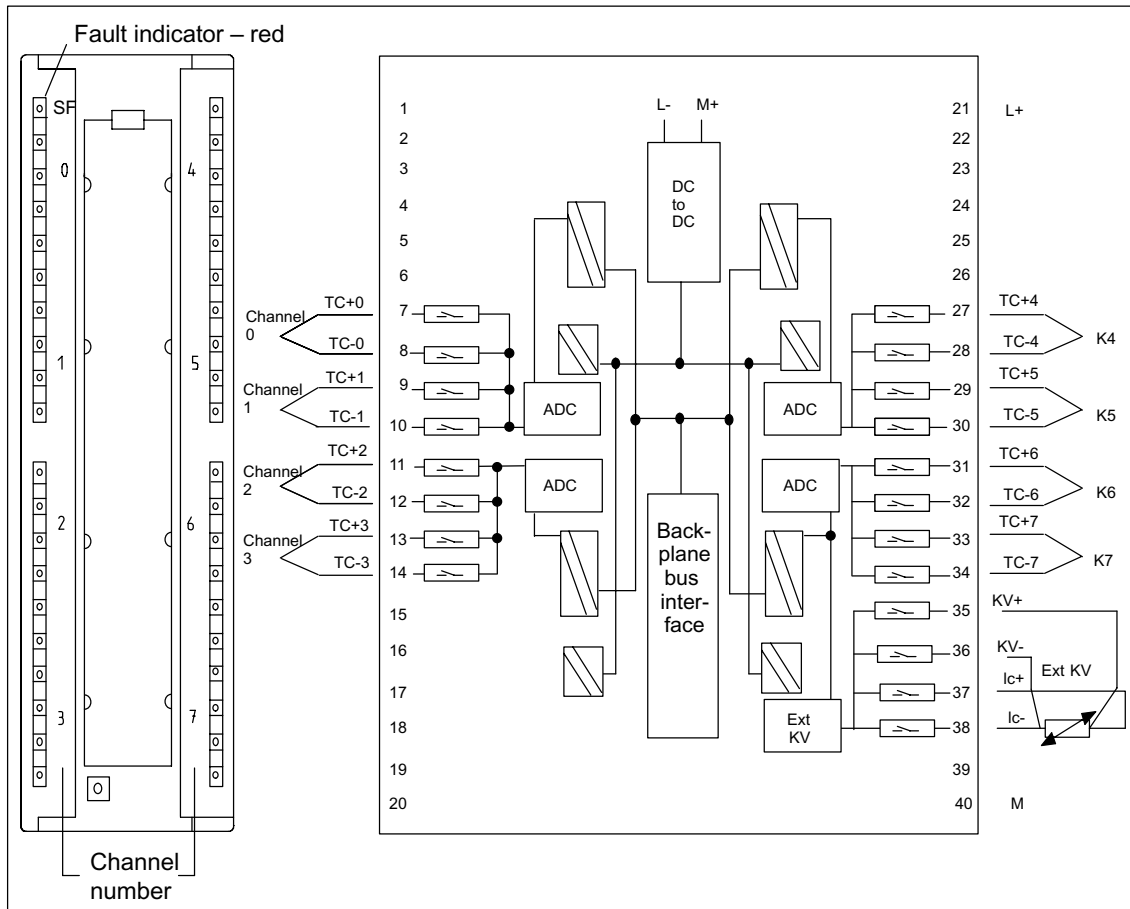 Fault indicator – red
SF
0
1
2
3
4
5
6
7
Channel
number
Channel
0
TC+0
TC-0
Channel
1
TC+1
TC-1
Channel
2
TC+2
TC-2
Channel
3
TC+3
TC-3
1
2
3
4
5
6
7
8
9
10
11
12
13
14
15
16
17
18
19
20
L-
M+
DC
to
DC
ADC
ADC
ADC
ADC
Back-
plane
bus
inter-
face
Ext
KV
21
22
23
24
25
26
27
28
29
30
31
32
33
34
35
36
37
38
39
40
L+
TC+4
TC-4
K4
TC+5
TC-5
K5
TC+6
TC-6
K6
TC+7
TC-7
K7
KV+
KV-
Ext KV
Ic+
Ic-
M